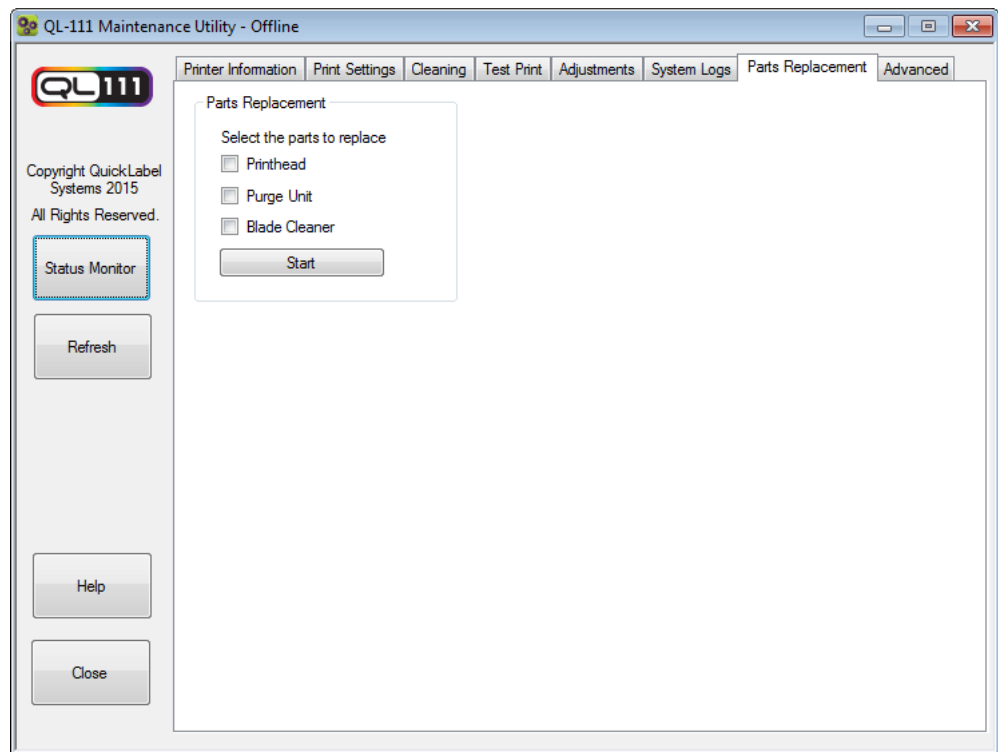 QL-111 Maintenance Utility - Offline
QL111
Copyright QuickLabel
Systems 2015
All Rights Reserved.
Status Monitor
Refresh
Help
Close
Printer Information
Print Settings
Cleaning
Test Print
Adjustments
System Logs
Parts Replacement
Advanced
Parts Replacement
Select the parts to replace
Printhead
Purge Unit
Blade Cleaner
Start